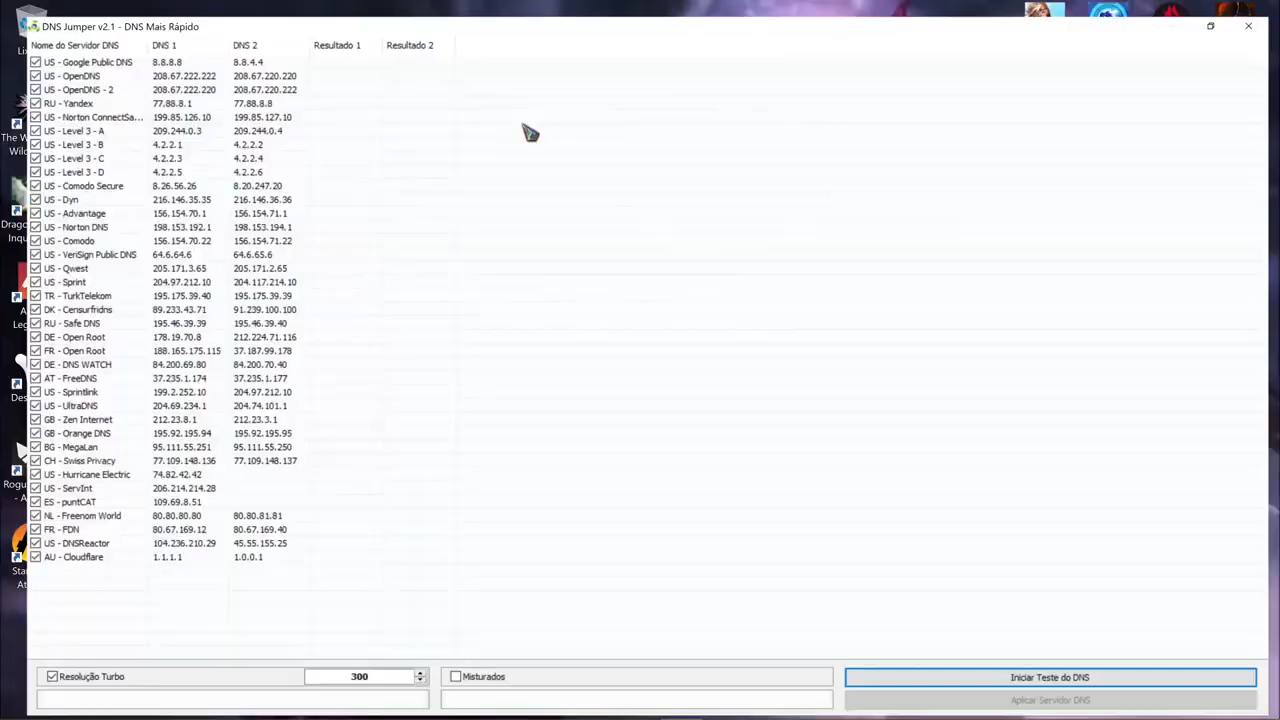 DNS Jumper v2.1 - DNS Mais Rápido
Nome do Servidor DNS DNS 1 DNS 2 Resultado 1 Resultado 2
US - Google Public DNS 8.8.8.8 8.8.4.4
US - OpenDNS 208.67.222.222 208.67.220.220
US - OpenDNS - 2 208.67.222.220 208.67.220.222
RU - Yandex 77.88.8.1 77.88.8.8
US - Norton ConnectSa... 199.85.126.10 199.85.127.10
US - Level 3 - A 209.244.0.3 209.244.0.4
US - Level 3 - B 4.2.2.1 4.2.2.2
US - Level 3 - C 4.2.2.3 4.2.2.4
US - Level 3 - D 4.2.2.5 4.2.2.6
US - Comodo Secure 8.26.56.26 8.20.247.20
US - Dyn 216.146.35.35 216.146.36.36
US - Advantage 156.154.70.1 156.154.71.1
US - Norton DNS 198.153.192.1 198.153.194.1
US - Comodo 156.154.70.22 156.154.71.22
US - VeriSign Public DNS 64.6.64.6 64.6.65.6
US - Qwest 205.171.3.65 205.171.2.65
US - Sprint 204.97.212.10 204.117.214.10
TR - TurkTelekom 195.175.39.40 195.175.39.39
DK - Censurfridns 89.233.43.71 91.239.100.100
RU - Safe DNS 195.46.39.39 195.46.39.40
DE - Open Root 178.19.70.8 212.224.71.116
FR - Open Root 188.165.175.115 37.187.99.178
DE - DNS WATCH 84.200.69.80 84.200.70.40
AT - FreeDNS 37.235.1.174 37.235.1.177
US - Sprintlink 199.2.252.10 204.97.212.10
US - UltraDNS 204.69.234.1 204.74.101.1
GB - Zen Internet 212.23.8.1 212.23.3.1
GB - Orange DNS 195.92.195.94 195.92.195.95
BG - MegaLan 95.111.55.251 95.111.55.250
CH - Swiss Privacy 77.109.148.136 77.109.148.137
US - Hurricane Electric 74.82.42.42
US - ServInt 206.214.214.28
ES - puntCAT 109.69.8.51
NL - Freenom World 80.80.80.80 80.80.81.81
FR - FDN 80.67.169.12 80.67.169.40
US - DNSReactor 104.236.210.29 45.55.155.25
AU - Cloudflare 1.1.1.1 1.0.0.1
Resolução Turbo 300 Misturados Iniciar Teste do DNS
Aplicar Servidor DNS